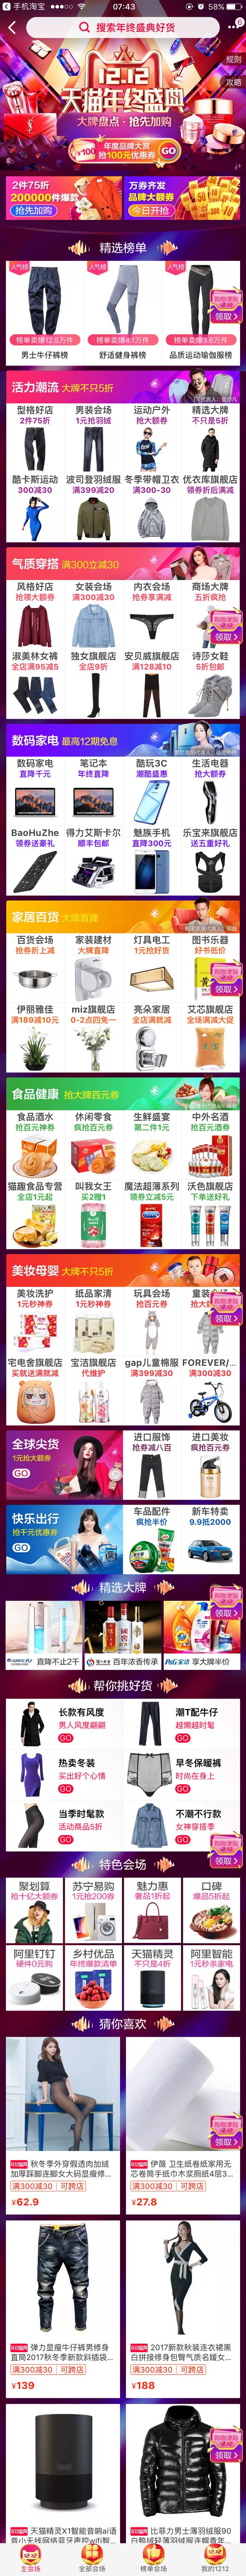 手机淘宝
07:43
58%
搜索年终盛典好货
6
规则
攻略
12.12
天猫年终盛典
大牌盘点·抢先加购
¥100
年度品牌大赏
抢100元优惠券
GO
2件75折
200000件爆款
抢先加购
万券齐发
品牌大额券
今日开抢
精选榜单
人气榜
人气榜
人气榜
榜单卖爆12.5万件
榜单卖爆4.1万件
榜单卖爆3.8万件
男士牛仔裤榜
舒适健身裤榜
品质运动瑜伽服榜
购物津贴
领取 >
活力潮流 大牌不只5折
型格好店
男装会场
运动户外
精选大牌
2件75折
1元抢羽绒
抢大额券
不只是5折
酷卡斯运动
波司登羽绒服
冬季带帽卫衣
优衣库旗舰店
300减30
满399减20
满300-30
领券折后满减
气质穿搭 满300立减30
风格好店
女装会场
内衣会场
商场大牌
抢领大额券
满300减30
抢券享满减
五折疯抢
购物津贴
领取 >
淑美林女裤
独女旗舰店
安贝威旗舰店
诗莎女鞋
全店满95减5
全店9折
满128减10
5折包邮
数码家电 最高12期免息
数码家电
笔记本
酷玩3C
生活电器
直降千元
年终直降
潮酷盛惠
抢大额券
BaoHuZhe
得力艾斯卡尔
魅族手机
乐宝来旗舰店
领券送豪礼
顺丰包邮
直降300元
送五重好礼
家居百货 大牌直降
百货会场
家装建材
灯具电工
图书乐器
抢券折上减
大牌直降
1元抢好货
好书低价
购物津贴
领取 >
伊丽雅佳
miz旗舰店
亮朵家居
艾芯旗舰店
满189减10元
0-2点四免一
全店满就减
全场满减大促
食品健康 抢大牌百元券
食品酒水
休闲零食
生鲜盛宴
中外名酒
抢百元神券
疯抢百元券
第二件1元
抢百元酒券
猫趣食品专营
叫我女王
魔法超薄系列
沃色旗舰店
全店1元起
买2赠1
领券立减5元
下单送好礼
美妆母婴 大牌不只5折
美妆洗护
纸品家清
玩具会场
1元秒神券
1元秒神券
抢百元券
购物津贴
领取 >
宅电舍旗舰店
宝洁旗舰店
gap儿童棉服
FOREVER/...
买就送满就减
代维护
满399减30
满300减30
全球尖货
1元抢大额券
GO
进口服饰
进口美妆
抢券减八百
疯抢百元券
快乐出行
抢千元优惠券
GO
车品配件
新车特卖
疯抢半价
9.9抵2000
精选大牌
购物津贴
领取 >
直降不止2千
百年浓香传承
P&G宝洁 享大牌半价
帮你挑好货
长款有风度
男人风度翩翩
GO
潮T配牛仔
越懒越时髦
GO
热卖冬装
买出好个心情
GO
早冬保暖裤
时尚在身上
GO
当季时髦款
活动商品5折
GO
不潮不行款
女神穿搭季
GO
购物津贴
领取 >
特色会场
聚划算
苏宁易购
魅力惠
口碑
抢十亿大额券
1元抢200券
奢品1折起
爆品5折起
阿里钉钉
乡村优品
天猫精灵
阿里智能
硬件0元购
年终爆款清单
不只是4折
1元秒杀家电
猜你喜欢
购物津贴
领取 >
秋冬季外穿假透肉加绒
加厚踩脚连脚女大码显瘦修...
满300减30 可跨店
¥62.9
伊薇 卫生纸卷纸家用无
芯卷筒手纸巾木浆厕纸4层3...
满300减30 可跨店
¥27.8
弹力显瘦牛仔裤男修身
直筒2017秋冬季新款斜插袋...
满300减30 可跨店
¥139
2017新款秋装连衣裙黑
白拼接修身包臀气质名媛女...
满300减30 可跨店
¥188
购物津贴
领取 >
天猫精灵X1智能音响ai语
音小无线网络蓝牙声控wifi智...
比菲力男士薄羽绒服90
白鸭绒轻薄羽绒服连帽青年...
主会场
全部会场
榜单会场
我的1212